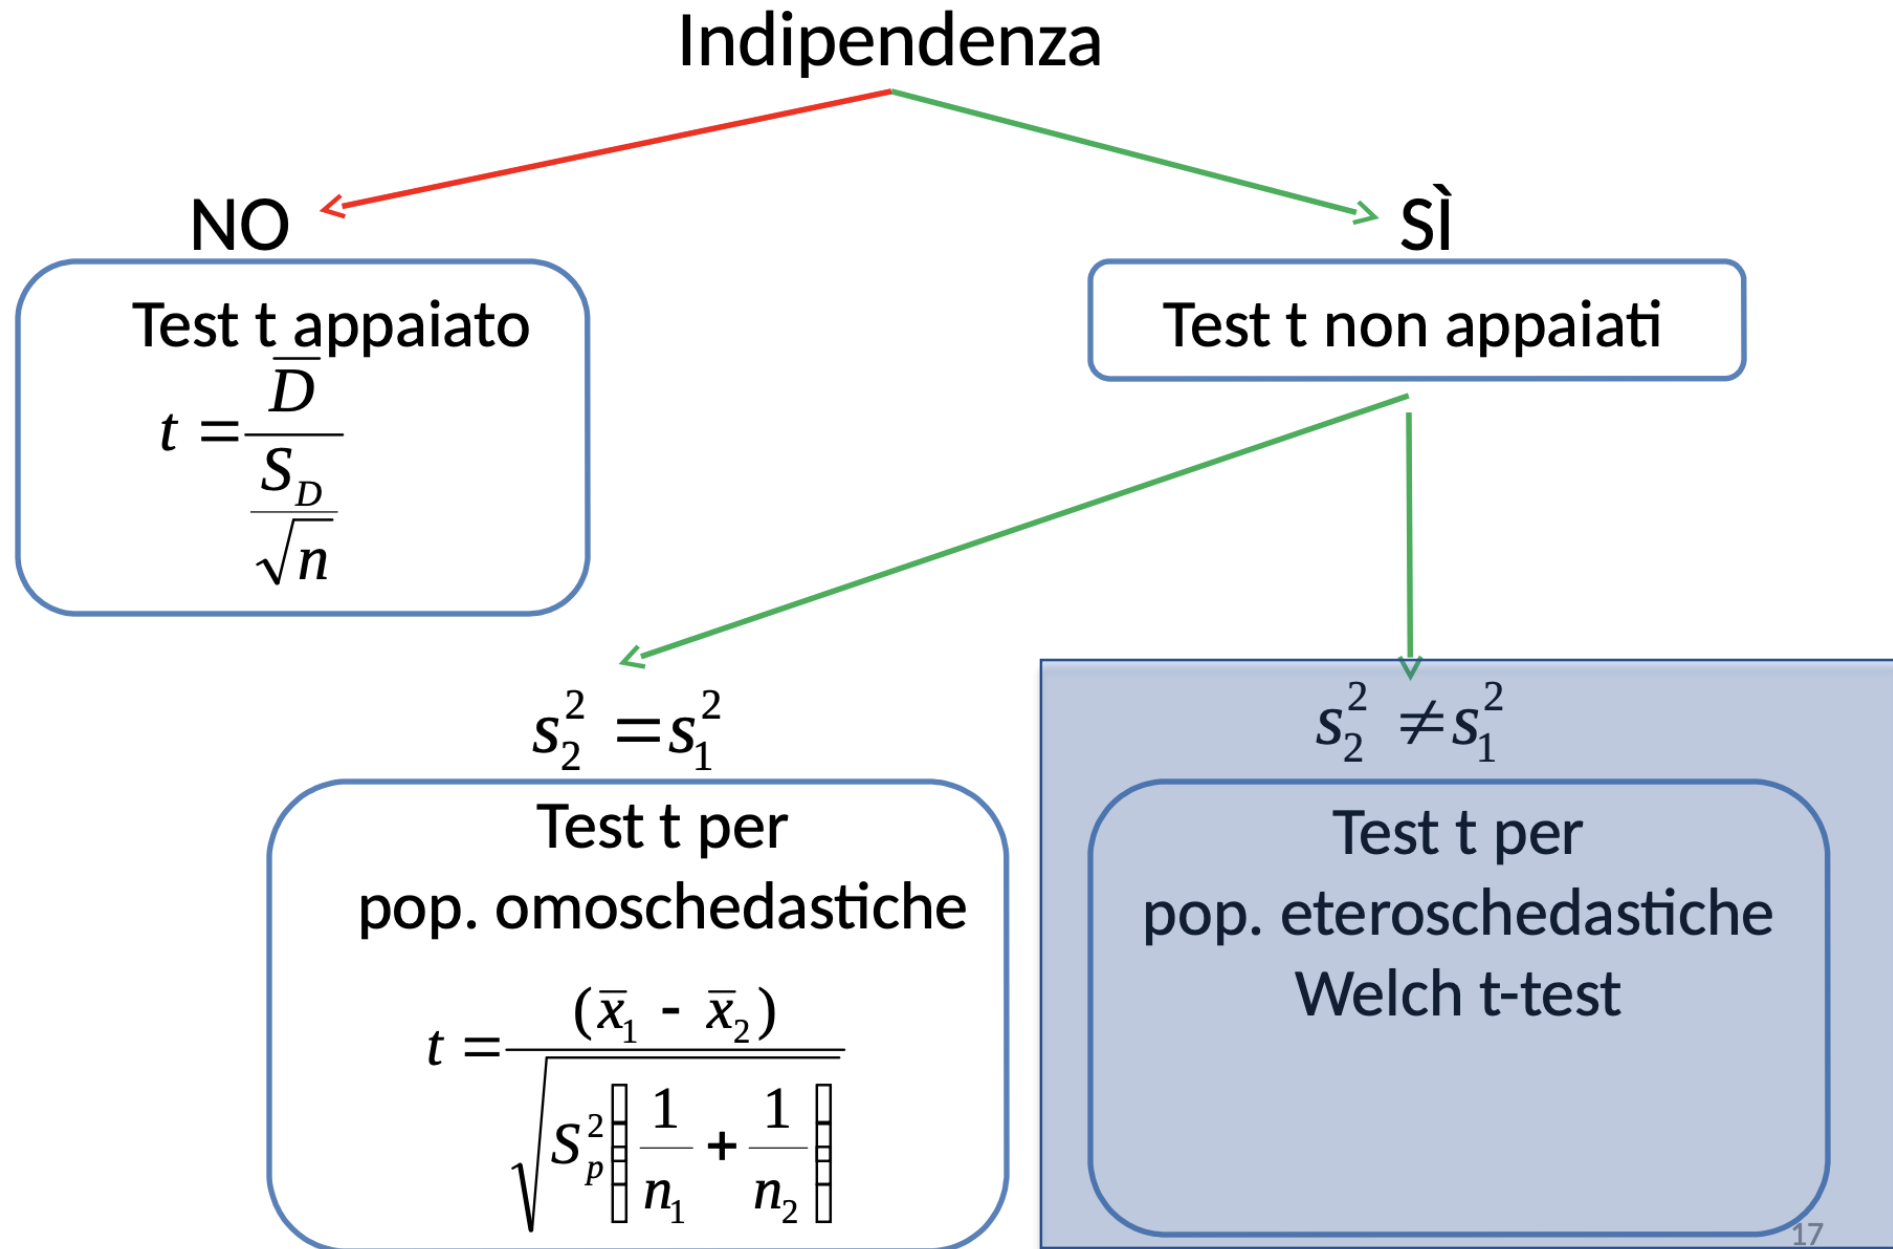 Indipendenza
NO
SÌ
Test t appaiato
t = D̅ / (S_D / √n)
Test t non appaiati
s₂² = s₁²
s₂² ≠ s₁²
Test t per
pop. omoschedastiche
t = (x̅₁ - x̅₂) / √(S_p² [1/n₁ + 1/n₂])
Test t per
pop. eteroschedastiche
Welch t-test
17